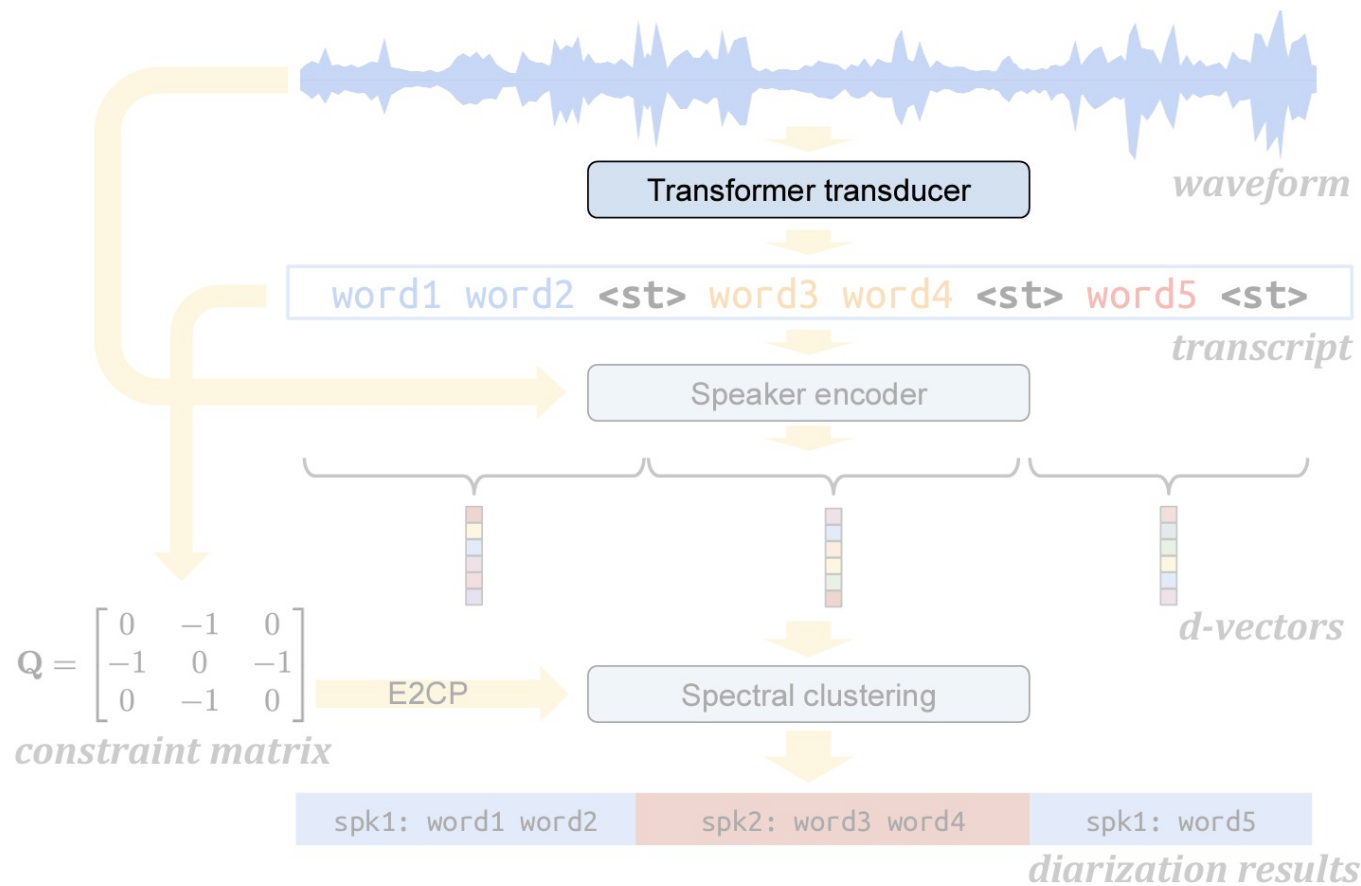 Transformer transducer
waveform
word1 word2 <st> word3 word4 <st> word5 <st>
transcript
Speaker encoder
d-vectors
Q = [ 0 −1 0
−1 0 −1
0 −1 0 ]
constraint matrix
E2CP
Spectral clustering
spk1: word1 word2 spk2: word3 word4 spk1: word5
diarization results